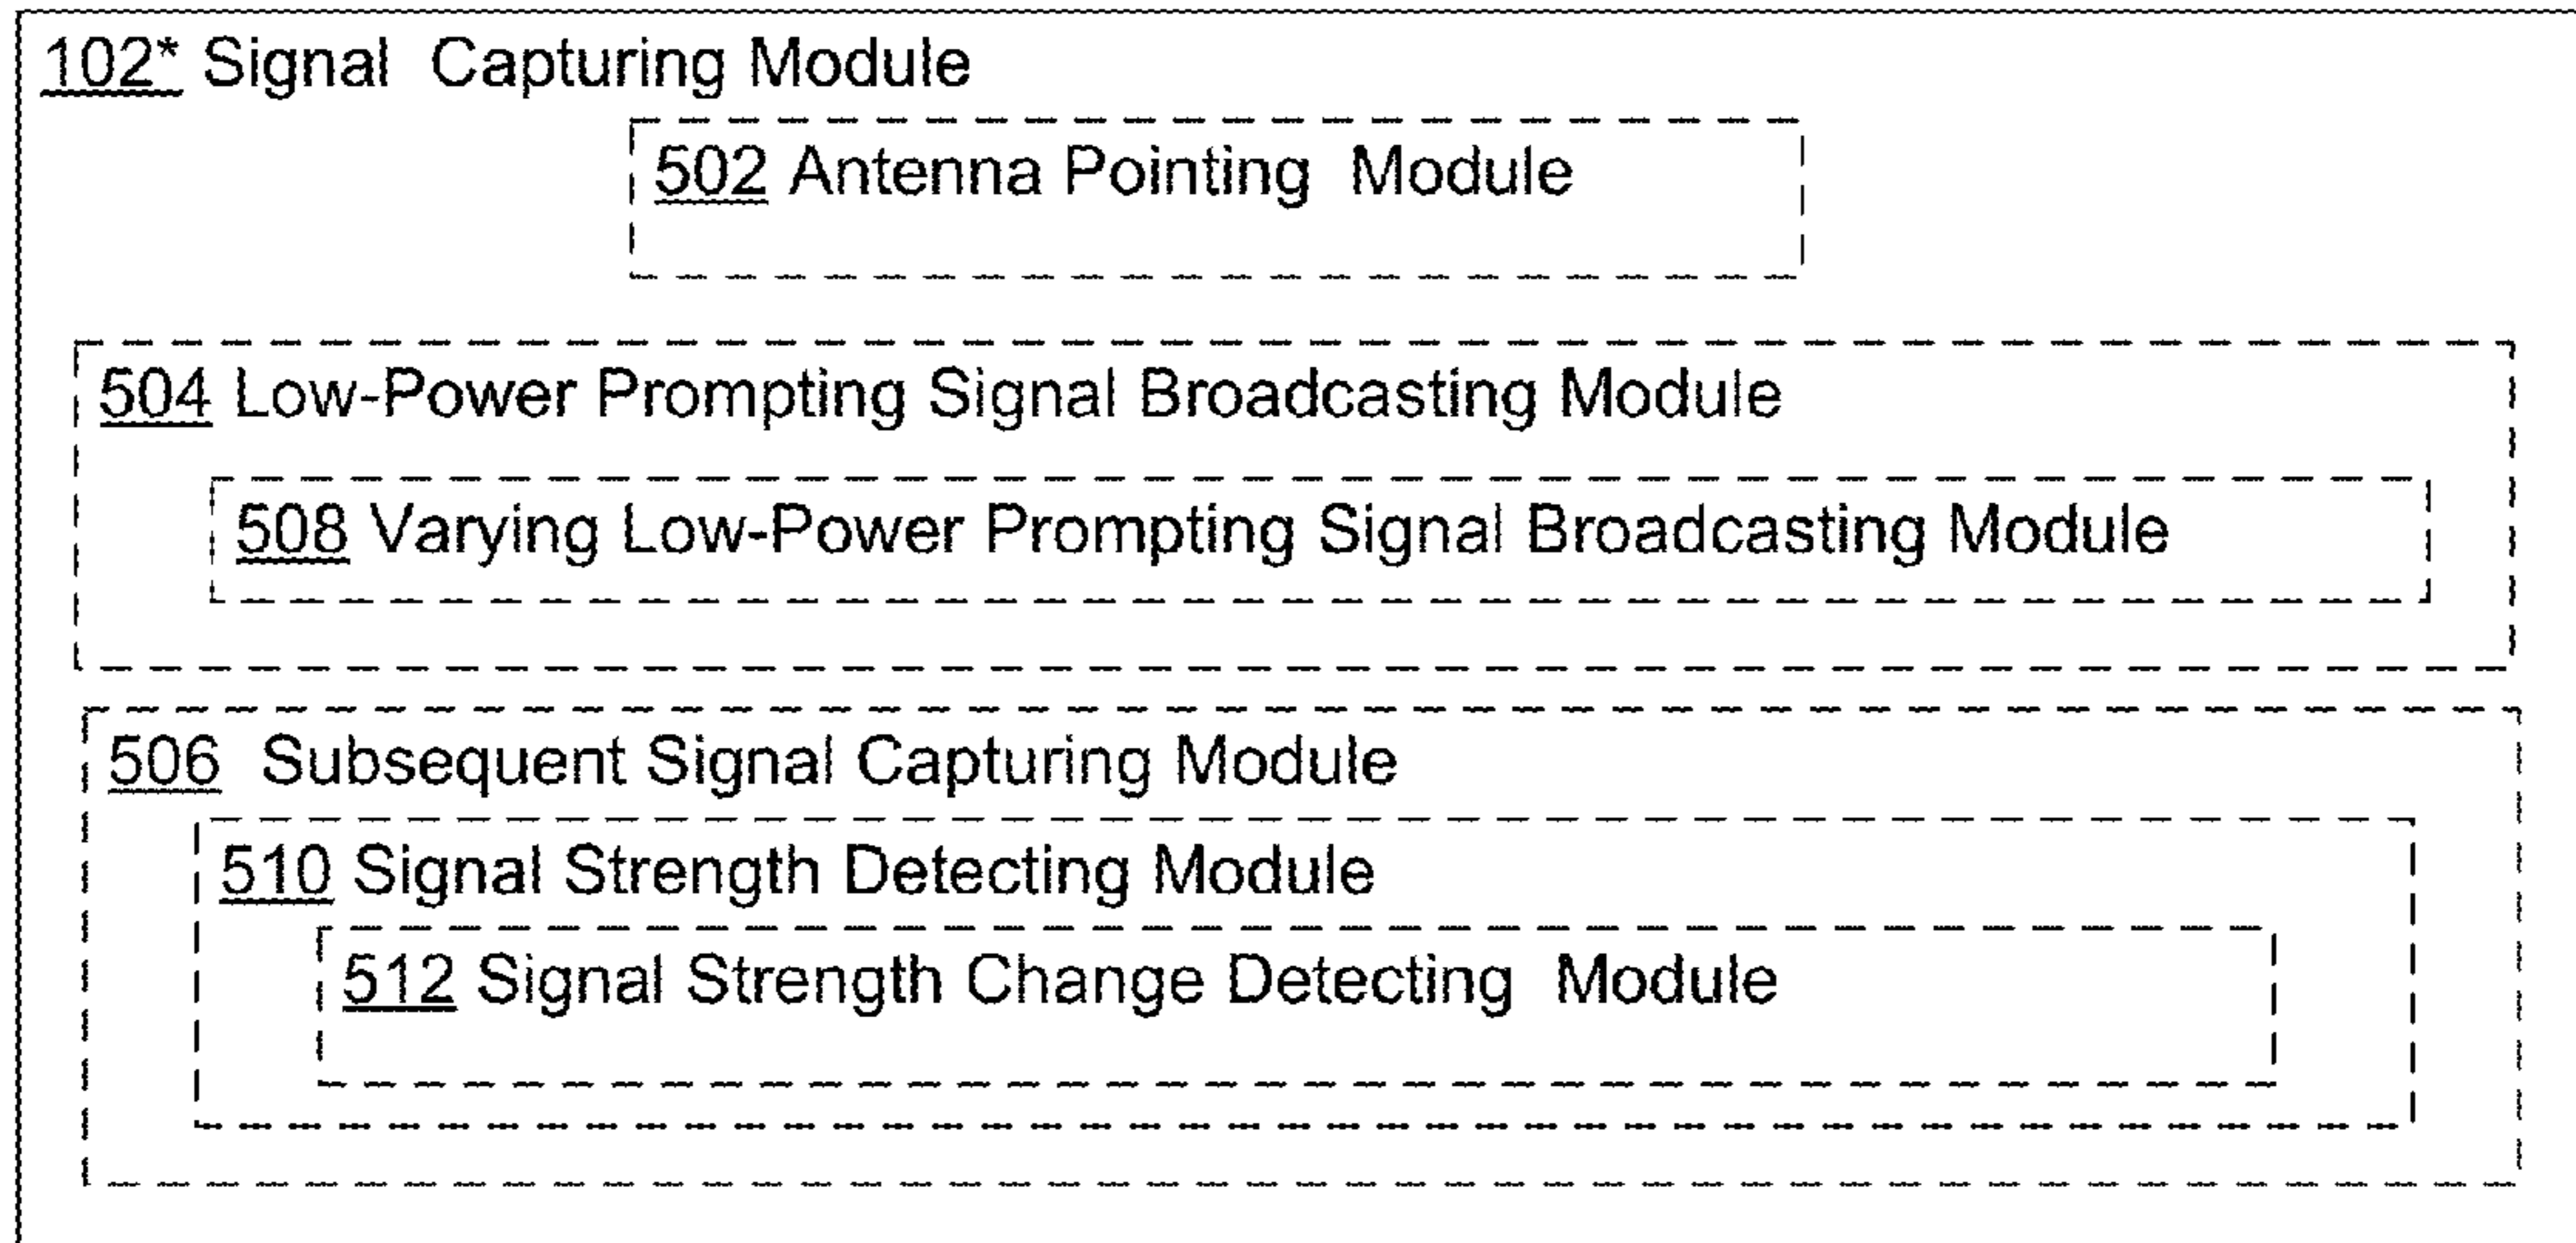 102* Signal Capturing Module
502 Antenna Pointing Module
504 Low-Power Prompting Signal Broadcasting Module
508 Varying Low-Power Prompting Signal Broadcasting Module
506 Subsequent Signal Capturing Module
510 Signal Strength Detecting Module
512 Signal Strength Change Detecting Module